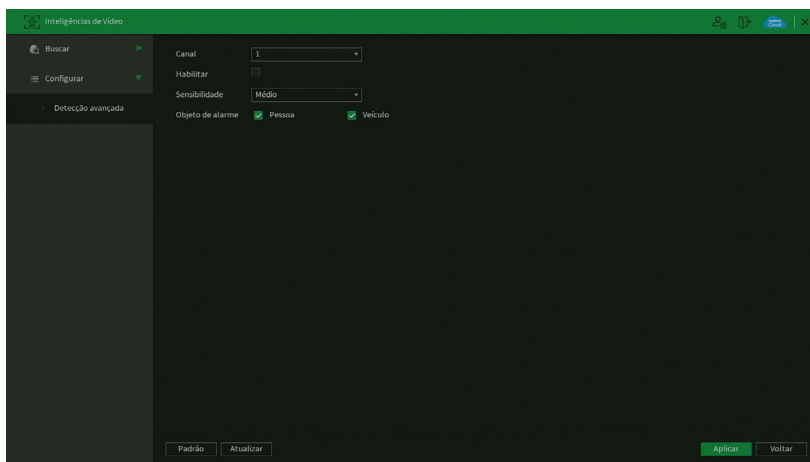 Inteligências de Vídeo
Buscar
Configurar
Detecção avançada
Canal 1
Habilitar
Sensibilidade Médio
Objeto de alarme Pessoa Veículo
Padrão Atualizar Aplicar Voltar